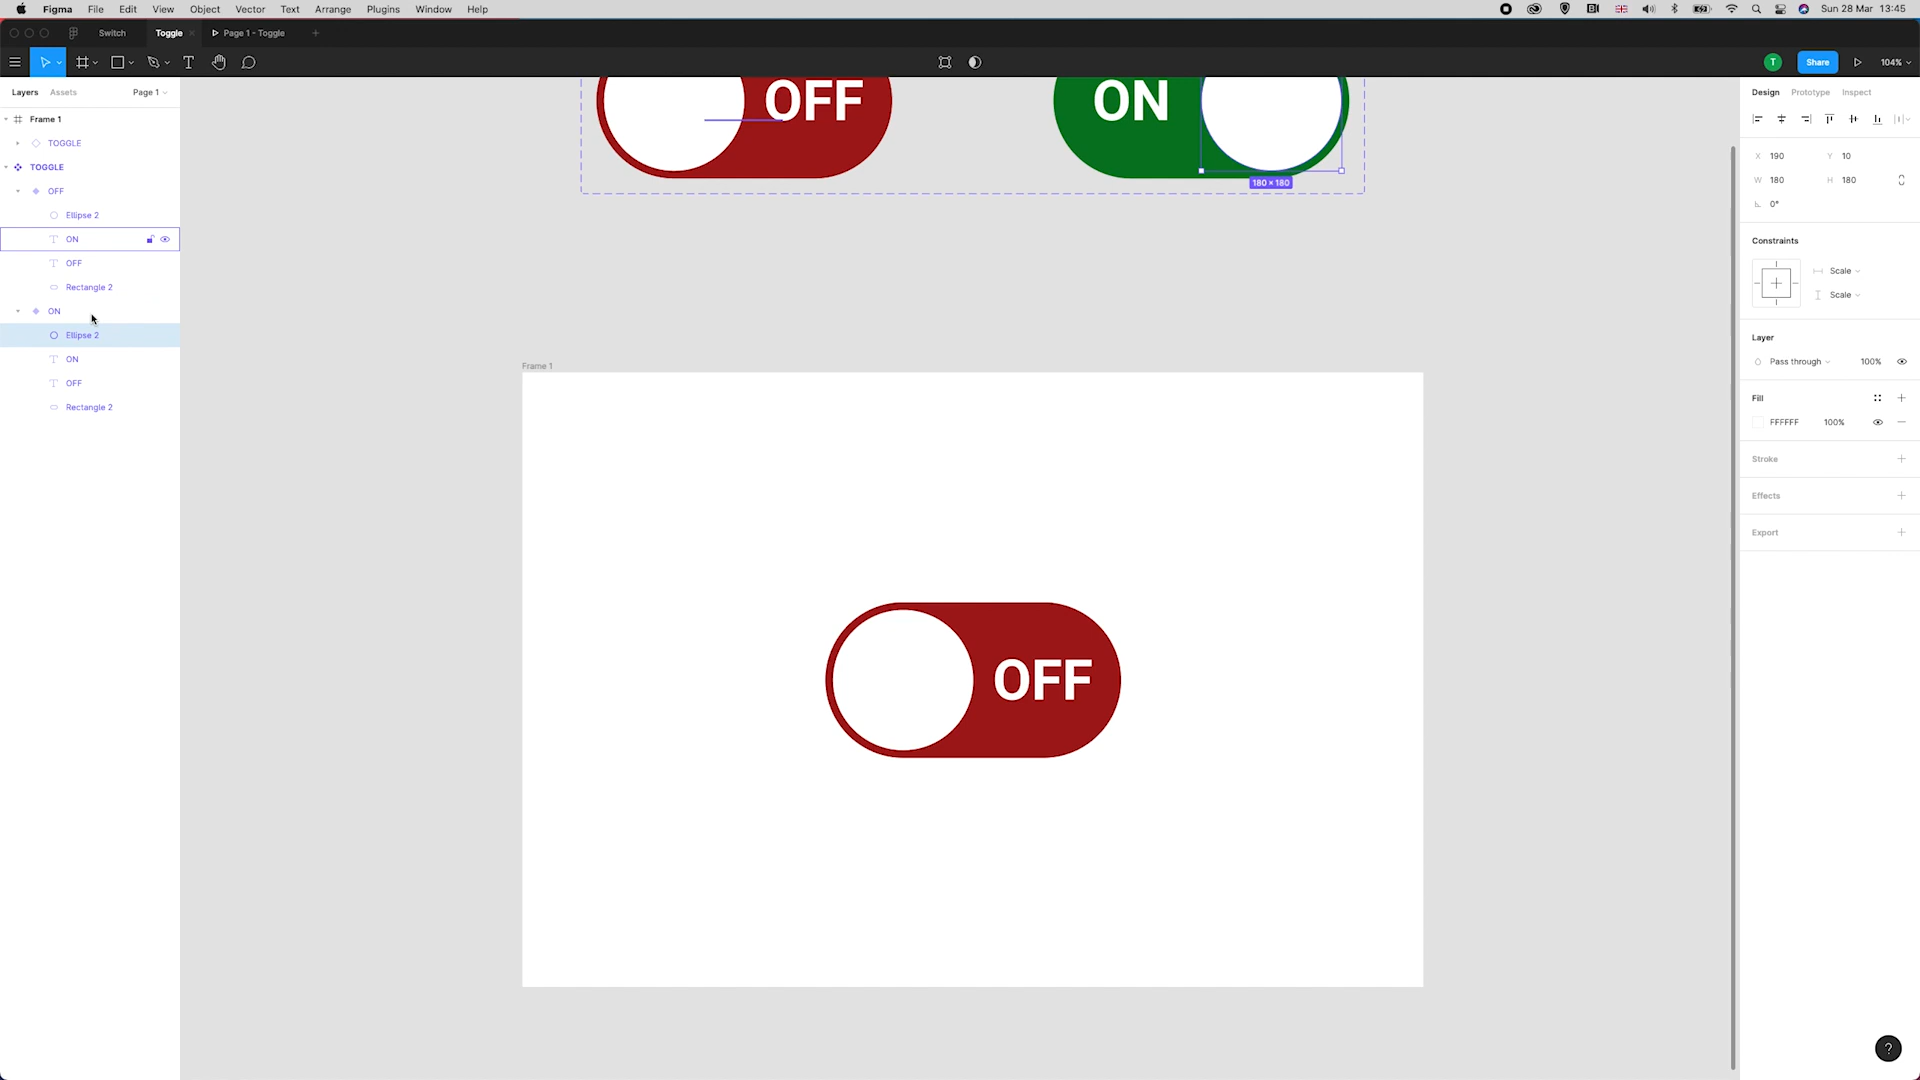 Figma File Edit View Object Vector Text Arrange Plugins Window Help Sun 28 Mar 13:45
Switch Toggle Page 1 - Toggle
T Share 104%
Layers Assets Page 1
Design Prototype Inspect
Frame 1
TOGGLE
TOGGLE
OFF
Ellipse 2
ON
OFF
Rectangle 2
ON
Ellipse 2
ON
OFF
Rectangle 2
OFF
ON
180 × 180
Frame 1
OFF
X 190 Y 10
W 180 H 180
0°
Constraints
Scale
Scale
Layer
Pass through 100%
Fill
FFFFFF 100%
Stroke
Effects
Export
?